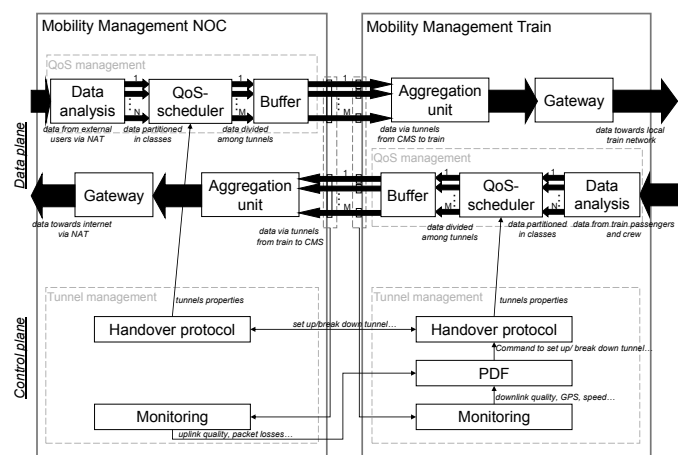 Mobility Management NOC
Mobility Management Train
QoS management
Data
analysis
1
N
QoS-
scheduler
1
M
Buffer
1
M
Aggregation
unit
Gateway
data from external
users via NAT
data partitioned
in classes
data divided
among tunnels
data via tunnels
from CMS to train
data towards local
train network
Data plane
QoS management
Gateway
Aggregation
unit
1
M
Buffer
1
M
QoS-
scheduler
1
N
Data
analysis
data towards internet
via NAT
data via tunnels
from train to CMS
data divided
among tunnels
data partitioned
in classes
data from train passengers
and crew
Control plane
Tunnel management
Tunnel management
tunnels properties
tunnels properties
Handover protocol
set up/break down tunnel…
Handover protocol
Command to set up/ break down tunnel…
PDF
downlink quality, GPS, speed…
Monitoring
Monitoring
uplink quality, packet losses…